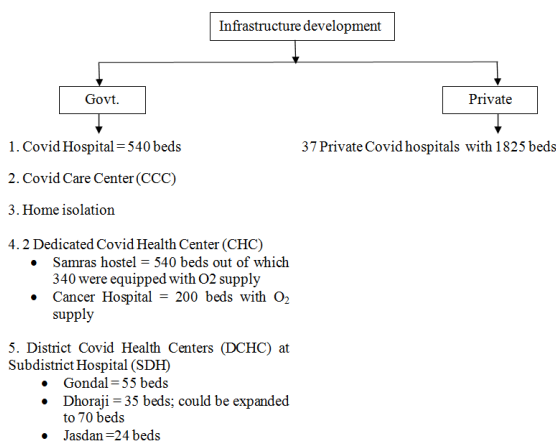 Infrastructure development
Govt.
Private
1. Covid Hospital = 540 beds
2. Covid Care Center (CCC)
3. Home isolation
4. 2 Dedicated Covid Health Center (CHC)
• Samras hostel = 540 beds out of which
340 were equipped with O2 supply
• Cancer Hospital = 200 beds with O₂
supply
5. District Covid Health Centers (DCHC) at
Subdistrict Hospital (SDH)
• Gondal = 55 beds
• Dhoraji = 35 beds; could be expanded
to 70 beds
• Jasdan =24 beds
37 Private Covid hospitals with 1825 beds